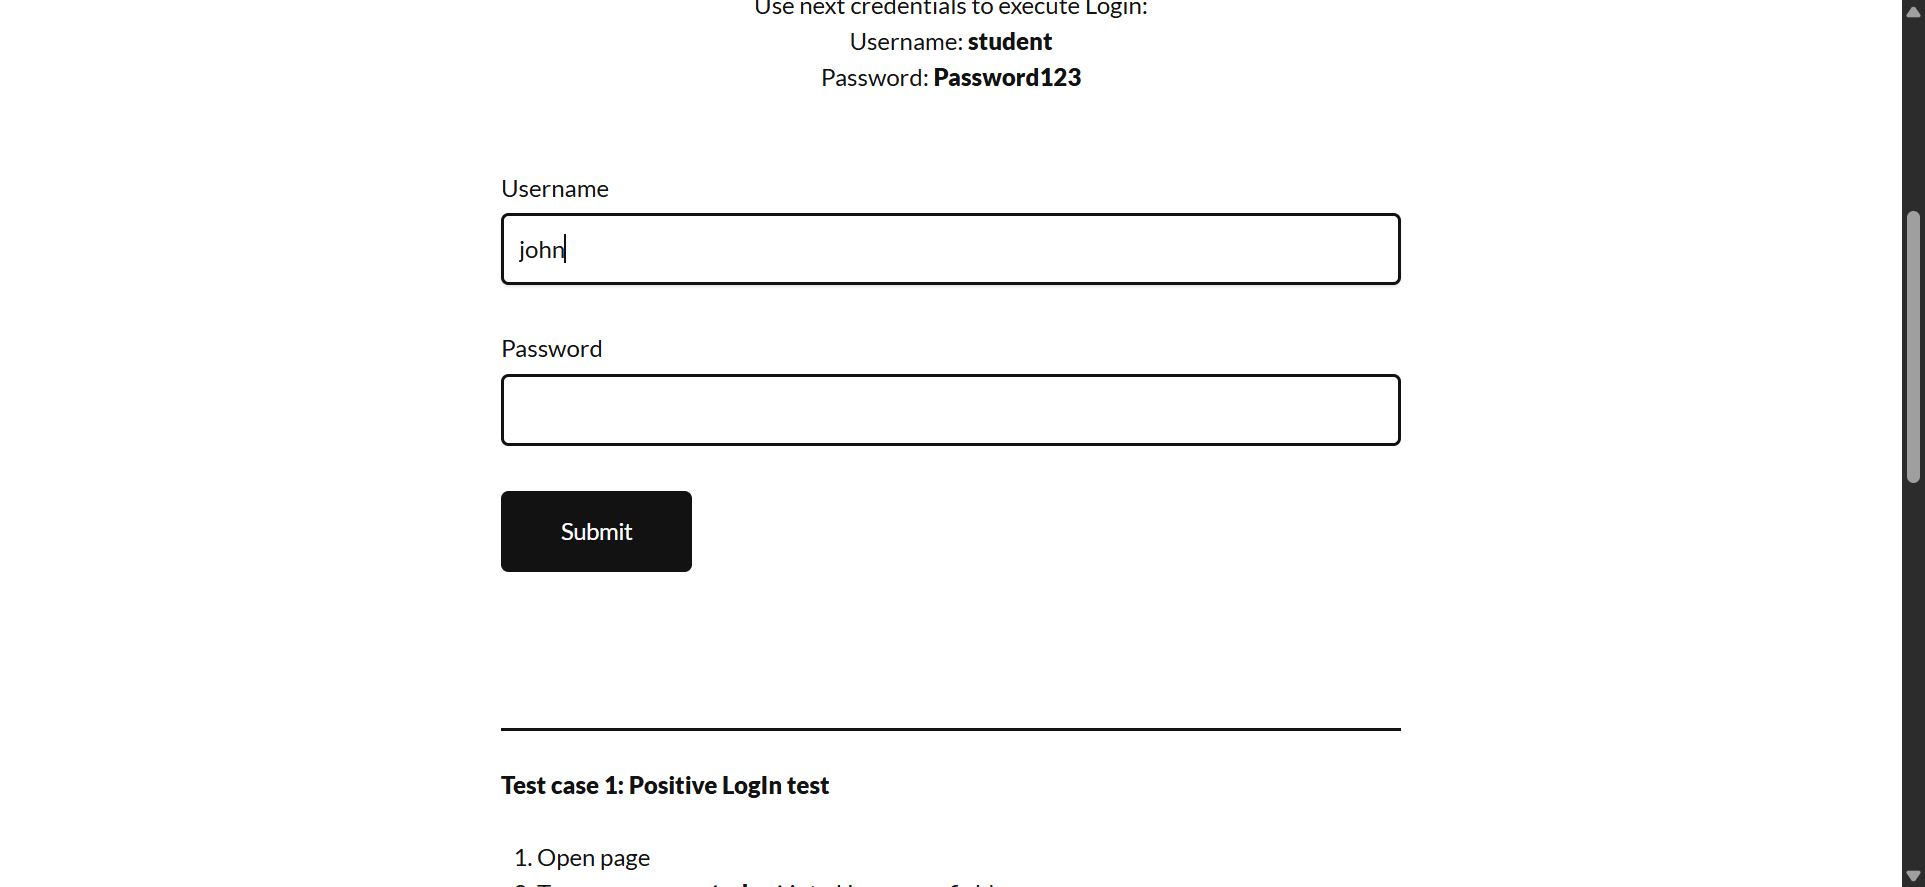 Use next credentials to execute Login:
Username: student
Password: Password123
Username
john
Password
Submit
Test case 1: Positive LogIn test
1. Open page